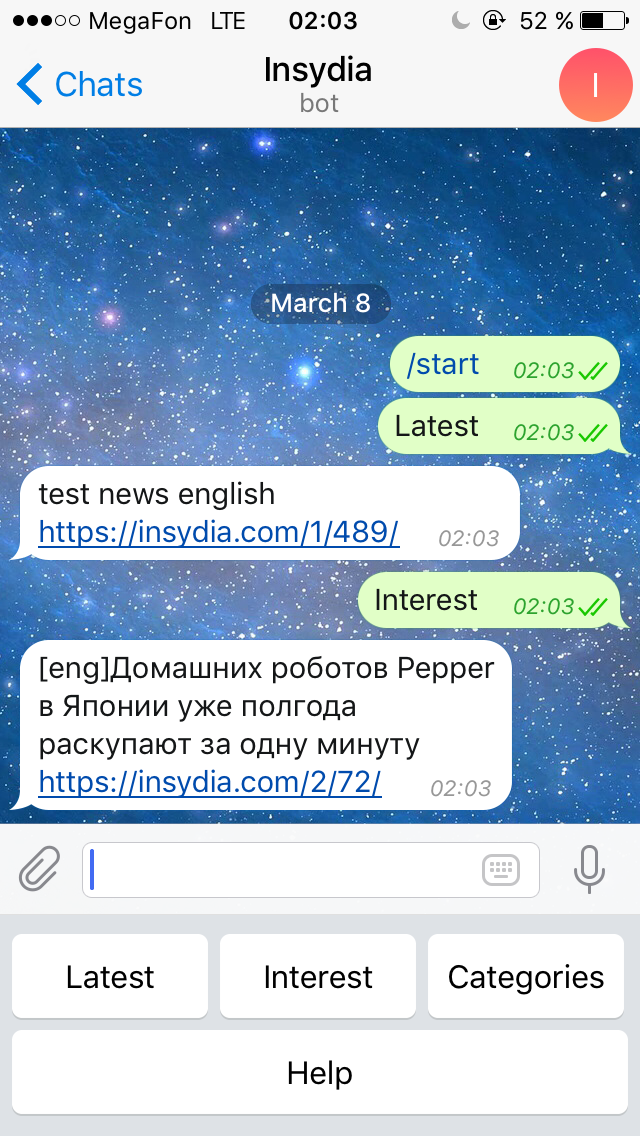 MegaFon LTE 02:03 52 %
Chats
Insydia
bot
I
March 8
/start 02:03
Latest 02:03
test news english
https://insydia.com/1/489/ 02:03
Interest 02:03
[eng]Домашних роботов Pepper
в Японии уже полгода
раскупают за одну минуту
https://insydia.com/2/72/ 02:03
Latest Interest Categories
Help